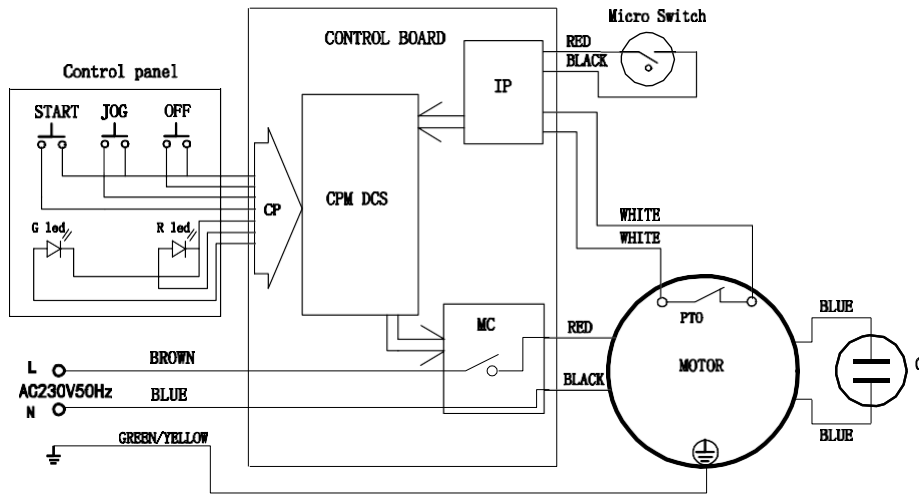 Micro Switch
CONTROL BOARD
RED
BLACK
Control panel
IP
START JOG OFF
CPM DCS
CP
WHITE
WHITE
G led
R led
PTO
BLUE
MC
RED
BROWN
L
MOTOR
BLACK
AC230V50Hz
BLUE
N
BLUE
GREEN/YELLOW